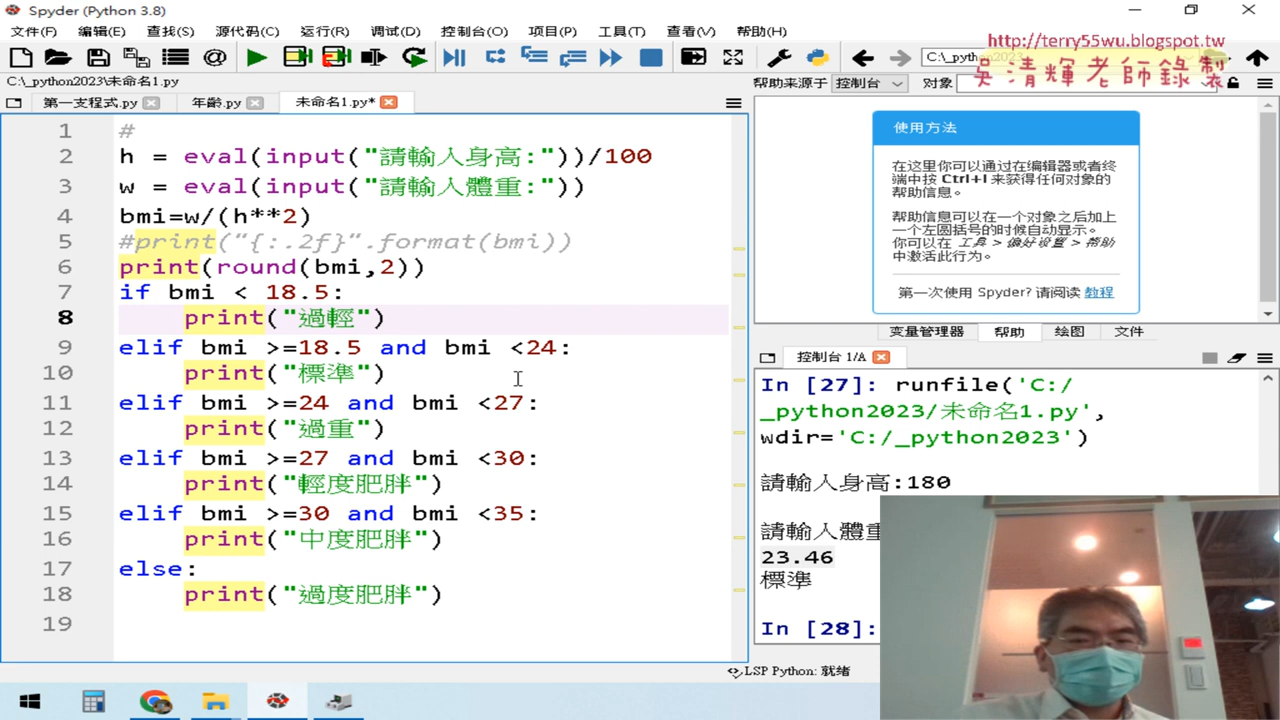 Spyder (Python 3.8)
文件(F) 编辑(E) 查找(S) 源代码(C) 运行(R) 调试(D) 控制台(O) 项目(P) 工具(T) 查看(V) 帮助(H)
http://terry55wu.blogspot.tw
吳清輝老師錄製
C:\_python2023\未命名1.py
第一支程式.py 年齡.py 未命名1.py*
帮助来源于 控制台 对象
1 #
2 h = eval(input("請輸入身高:"))/100
3 w = eval(input("請輸入體重:"))
4 bmi=w/(h**2)
5 #print("{:.2f}".format(bmi))
6 print(round(bmi,2))
7 if bmi < 18.5:
8 print("過輕")
9 elif bmi >=18.5 and bmi <24:
10 print("標準")
11 elif bmi >=24 and bmi <27:
12 print("過重")
13 elif bmi >=27 and bmi <30:
14 print("輕度肥胖")
15 elif bmi >=30 and bmi <35:
16 print("中度肥胖")
17 else:
18 print("過度肥胖")
19
使用方法
在这里你可以通过在编辑器或者终
端中按 Ctrl+I 来获得任何对象的
帮助信息。
帮助信息可以在一个对象之后加上
一个左圆括号的时候自动显示。
你可以在 工具 > 偏好设置 > 帮助
中激活此行为。
第一次使用 Spyder? 请阅读 教程
变量管理器 帮助 绘图 文件
控制台 1/A
In [27]: runfile('C:/
_python2023/未命名1.py',
wdir='C:/_python2023')
請輸入身高:180
請輸入體重
23.46
標準
In [28]:
LSP Python: 就绪